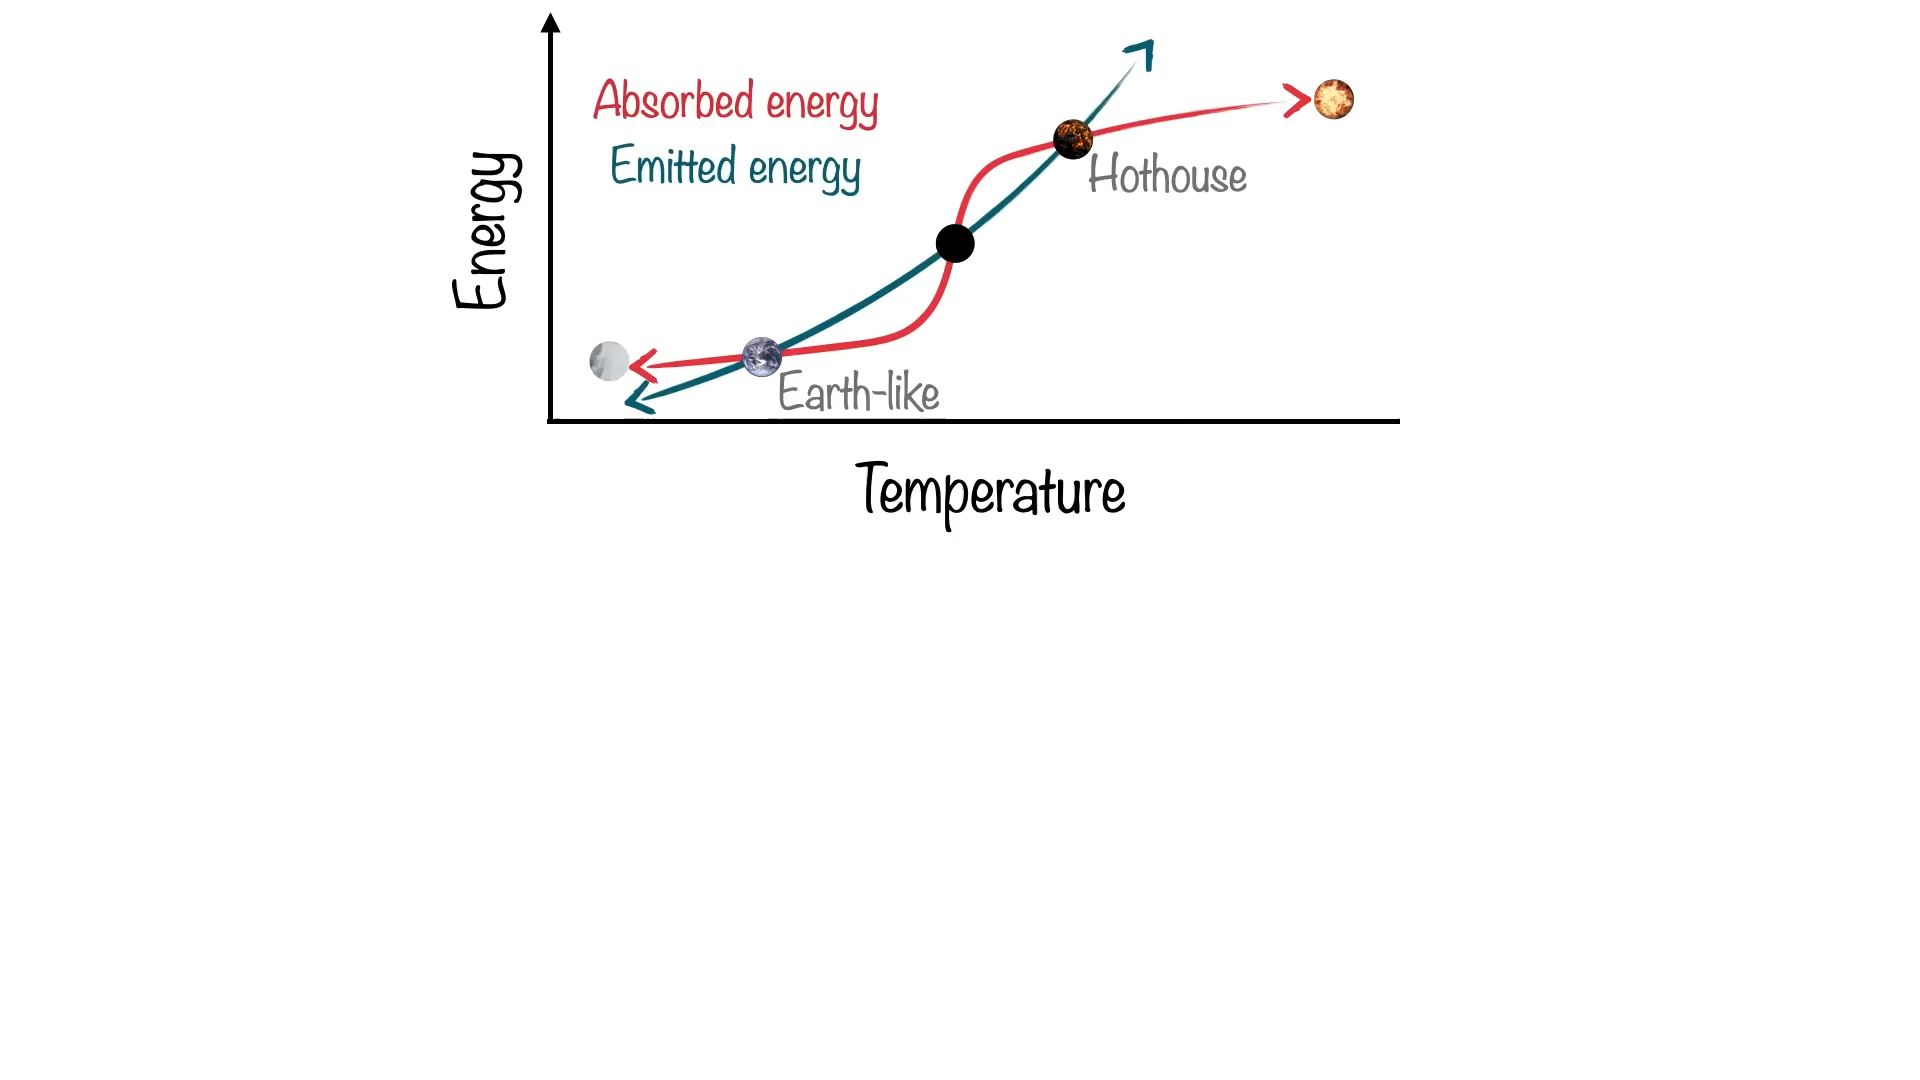 Absorbed energy
Emitted energy
Energy
Hothouse
Earth-like
Temperature